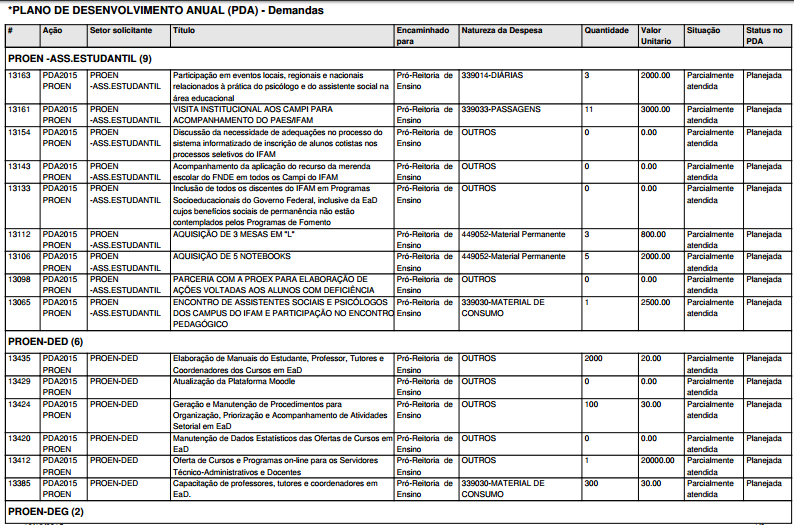 *PLANO DE DESENVOLVIMENTO ANUAL (PDA) - Demandas
# Ação Setor solicitante Título Encaminhado para Natureza da Despesa Quantidade Valor Unitario Situação Status no PDA
PROEN -ASS.ESTUDANTIL (9)
13163 PDA2015 PROEN Participação em eventos locais, regionais e nacionais Pró-Reitoria de 339014-DIÁRIAS 3 2000.00 Parcialmente Planejada
PROEN -ASS.ESTUDANTIL relacionados à prática do psicólogo e do assistente social na Ensino atendida
área educacional
13161 PDA2015 PROEN VISITA INSTITUCIONAL AOS CAMPI PARA Pró-Reitoria de 339033-PASSAGENS 11 3000.00 Parcialmente Planejada
PROEN -ASS.ESTUDANTIL ACOMPANHAMENTO DO PAES/IFAM Ensino atendida
13154 PDA2015 PROEN Discussão da necessidade de adequações no processo do Pró-Reitoria de OUTROS 0 0.00 Parcialmente Planejada
PROEN -ASS.ESTUDANTIL sistema informatizado de inscrição de alunos cotistas nos Ensino atendida
processos seletivos do IFAM
13143 PDA2015 PROEN Acompanhamento da aplicação do recurso da merenda Pró-Reitoria de OUTROS 0 0.00 Parcialmente Planejada
PROEN -ASS.ESTUDANTIL escolar do FNDE em todos os Campi do IFAM Ensino atendida
13133 PDA2015 PROEN Inclusão de todos os discentes do IFAM em Programas Pró-Reitoria de OUTROS 0 0.00 Parcialmente Planejada
PROEN -ASS.ESTUDANTIL Socioeducacionais do Governo Federal, inclusive da EaD Ensino atendida
cujos benefícios sociais de permanência não estão
contemplados pelos Programas de Fomento
13112 PDA2015 PROEN AQUISIÇÃO DE 3 MESAS EM "L" Pró-Reitoria de 449052-Material Permanente 3 800.00 Parcialmente Planejada
PROEN -ASS.ESTUDANTIL Ensino atendida
13106 PDA2015 PROEN AQUISIÇÃO DE 5 NOTEBOOKS Pró-Reitoria de 449052-Material Permanente 5 2000.00 Parcialmente Planejada
PROEN -ASS.ESTUDANTIL Ensino atendida
13098 PDA2015 PROEN PARCERIA COM A PROEX PARA ELABORAÇÃO DE Pró-Reitoria de OUTROS 0 0.00 Parcialmente Planejada
PROEN -ASS.ESTUDANTIL AÇÕES VOLTADAS AOS ALUNOS COM DEFICIÊNCIA Ensino atendida
13065 PDA2015 PROEN ENCONTRO DE ASSISTENTES SOCIAIS E PSICÓLOGOS Pró-Reitoria de 339030-MATERIAL DE 1 2500.00 Parcialmente Planejada
PROEN -ASS.ESTUDANTIL DOS CAMPUS DO IFAM E PARTICIPAÇÃO NO ENCONTRO Ensino CONSUMO atendida
PEDAGÓGICO
PROEN-DED (6)
13435 PDA2015 PROEN-DED Elaboração de Manuais do Estudante, Professor, Tutores e Pró-Reitoria de OUTROS 2000 20.00 Parcialmente Planejada
PROEN Coordenadores dos Cursos em EaD Ensino atendida
13429 PDA2015 PROEN-DED Atualização da Plataforma Moodle Pró-Reitoria de OUTROS 0 0.00 Parcialmente Planejada
PROEN Ensino atendida
13424 PDA2015 PROEN-DED Geração e Manutenção de Procedimentos para Pró-Reitoria de OUTROS 100 30.00 Parcialmente Planejada
PROEN Organização, Priorização e Acompanhamento de Atividades Ensino atendida
Setorial em EaD
13420 PDA2015 PROEN-DED Manutenção de Dados Estatísticos das Ofertas de Cursos em Pró-Reitoria de OUTROS 0 0.00 Parcialmente Planejada
PROEN EaD Ensino atendida
13412 PDA2015 PROEN-DED Oferta de Cursos e Programas on-line para os Servidores Pró-Reitoria de OUTROS 1 20000.00 Parcialmente Planejada
PROEN Técnico-Administrativos e Docentes Ensino atendida
13385 PDA2015 PROEN-DED Capacitação de professores, tutores e coordenadores em Pró-Reitoria de 339030-MATERIAL DE 300 30.00 Parcialmente Planejada
PROEN EaD. Ensino CONSUMO atendida
PROEN-DEG (2)